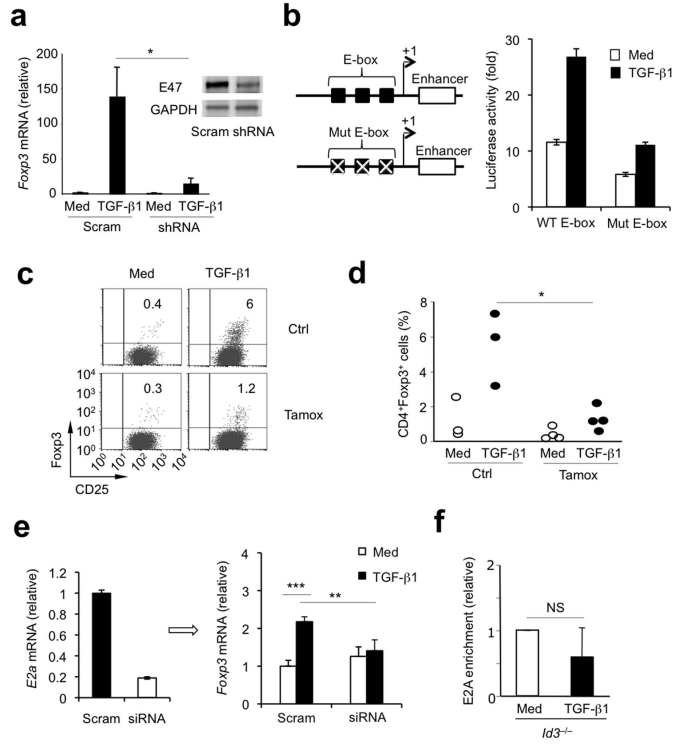 a
Foxp3 mRNA (relative)
200
150
100
50
0
*
E47
GAPDH
Scram shRNA
Med TGF-β1 Med TGF-β1
Scram shRNA
b
E-box
+1
Enhancer
Mut E-box
+1
Enhancer
Luciferase activity (fold)
30
20
10
0
Med
TGF-β1
WT E-box Mut E-box
c
Med TGF-β1
0.4 6
Ctrl
0.3 1.2
Tamox
10⁴
10³
10²
10¹
10⁰
10⁰ 10¹ 10² 10³ 10⁴
Foxp3
CD25
d
CD4⁺Foxp3⁺ cells (%)
8
6
4
2
0
*
Med TGF-β1 Med TGF-β1
Ctrl Tamox
e
E2a mRNA (relative)
1.2
1
0.8
0.6
0.4
0.2
0
Scram siRNA
Foxp3 mRNA (relative)
4
3
2
1
0
Med
TGF-β1
***
**
Scram siRNA
f
E2A enrichment (relative)
2
1
0
NS
Med TGF-β1
Id3⁻/⁻